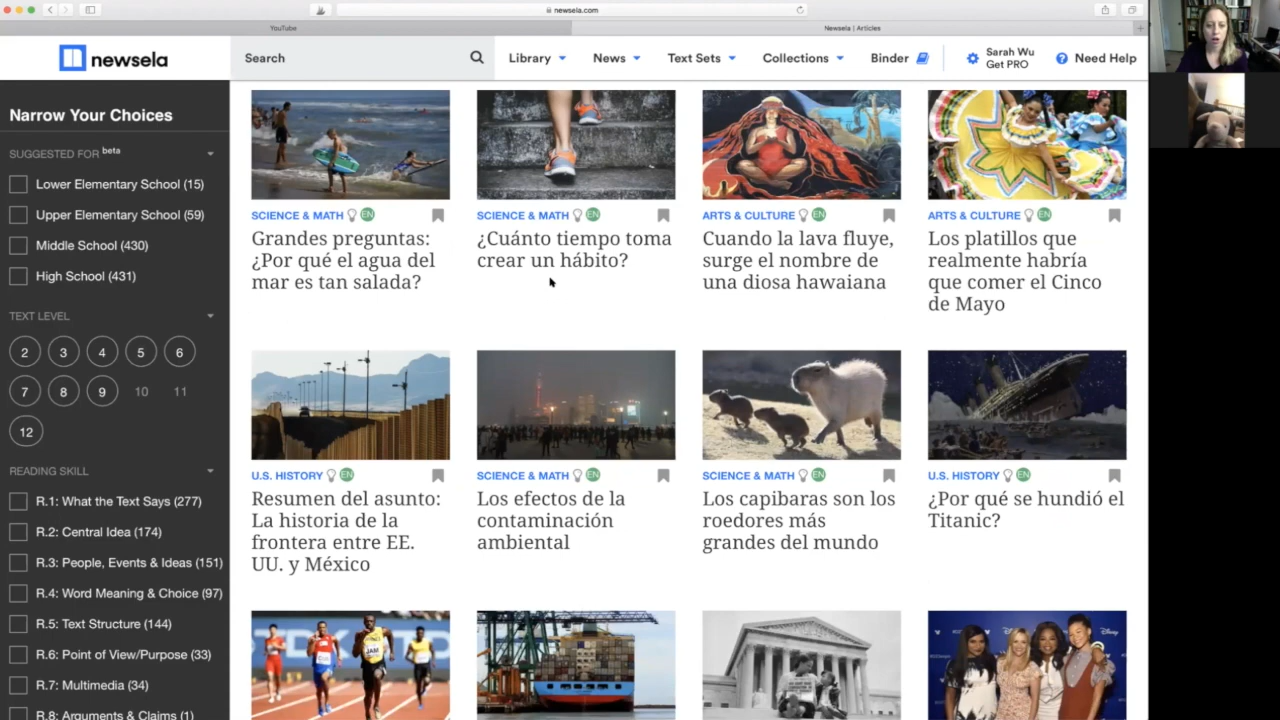 newsela.com
YouTube
Newsela | Articles
newsela
Search
Library
News
Text Sets
Collections
Binder
Sarah Wu
Get PRO
Need Help
Narrow Your Choices
SUGGESTED FOR beta
Lower Elementary School (15)
Upper Elementary School (59)
Middle School (430)
High School (431)
TEXT LEVEL
2 3 4 5 6
7 8 9 10 11
12
READING SKILL
R.1: What the Text Says (277)
R.2: Central Idea (174)
R.3: People, Events & Ideas (151)
R.4: Word Meaning & Choice (97)
R.5: Text Structure (144)
R.6: Point of View/Purpose (33)
R.7: Multimedia (34)
R.8: Arguments & Claims (1)
SCIENCE & MATH EN
Grandes preguntas:
¿Por qué el agua del
mar es tan salada?
SCIENCE & MATH EN
¿Cuánto tiempo toma
crear un hábito?
ARTS & CULTURE EN
Cuando la lava fluye,
surge el nombre de
una diosa hawaiana
ARTS & CULTURE EN
Los platillos que
realmente habría
que comer el Cinco
de Mayo
U.S. HISTORY EN
Resumen del asunto:
La historia de la
frontera entre EE.
UU. y México
SCIENCE & MATH EN
Los efectos de la
contaminación
ambiental
SCIENCE & MATH EN
Los capibaras son los
roedores más
grandes del mundo
U.S. HISTORY EN
¿Por qué se hundió el
Titanic?
JAM
Disney